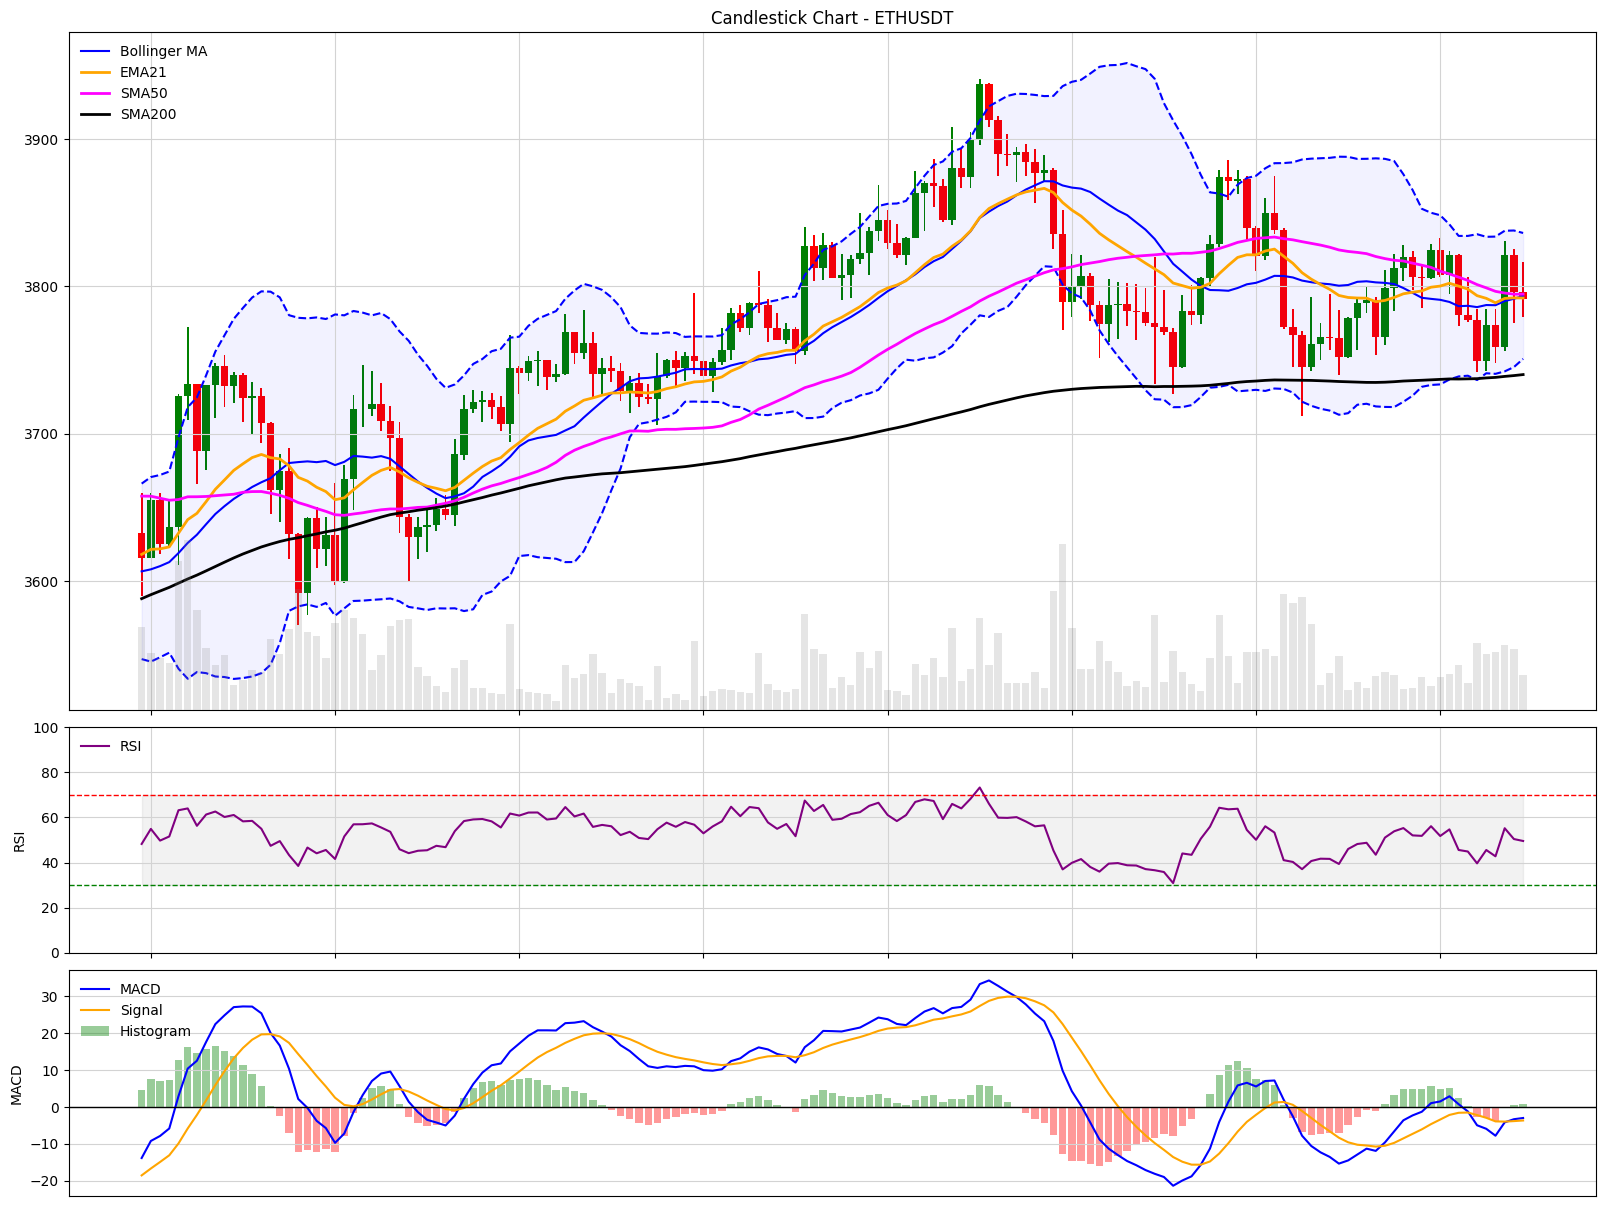 Candlestick Chart - ETHUSDT
Bollinger MA
EMA21
SMA50
SMA200
3900
3800
3700
3600
100
80
60
40
20
0
RSI
RSI
MACD
Signal
Histogram
30
20
10
0
−10
−20
MACD